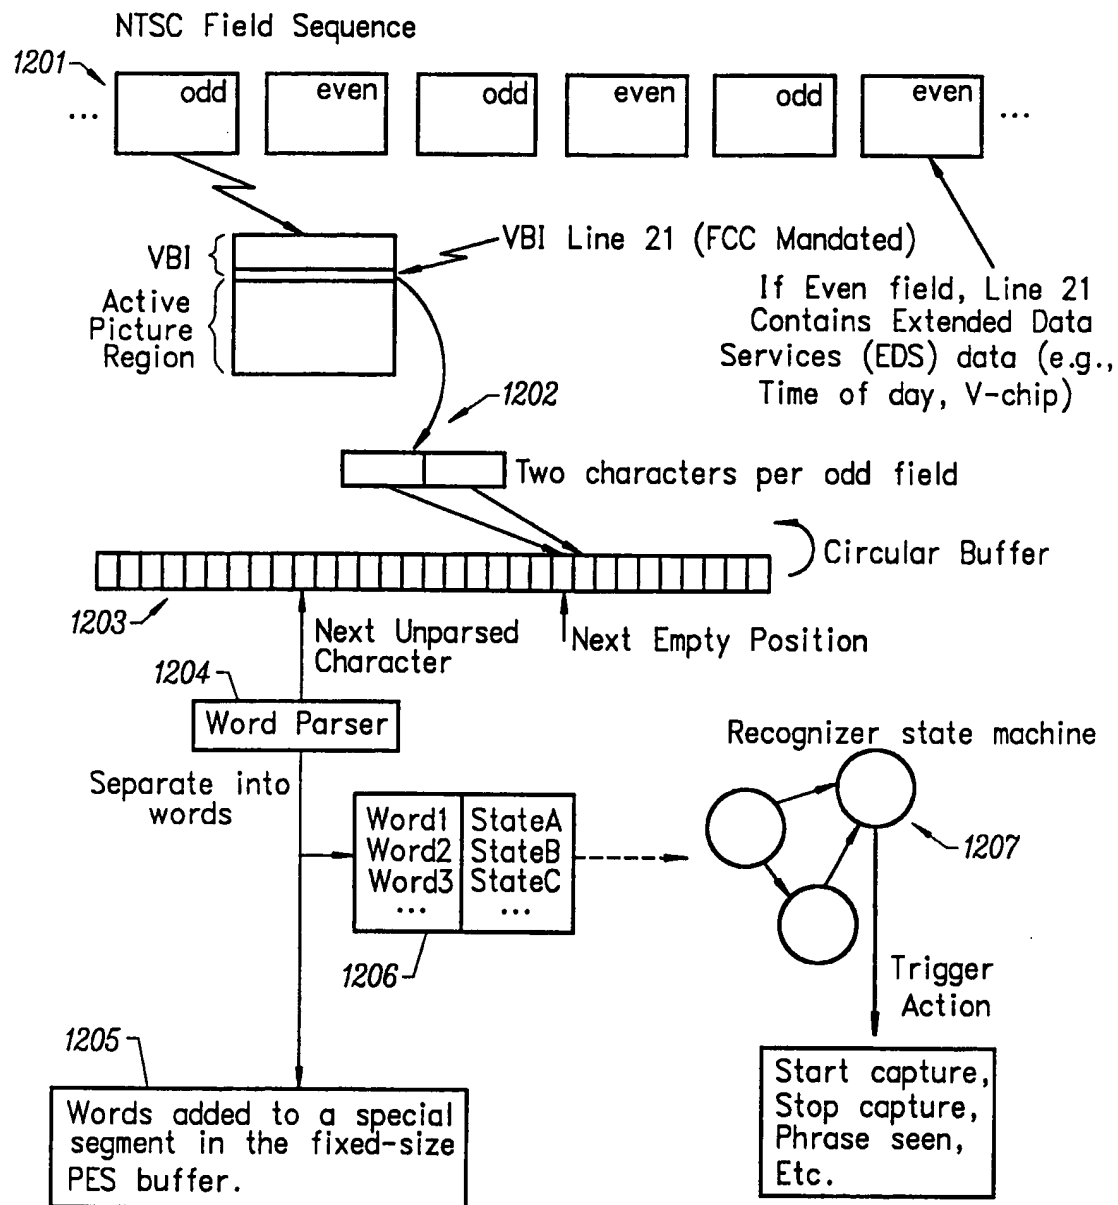 NTSC Field Sequence
1201
... odd even odd even odd even ...
VBI
VBI Line 21 (FCC Mandated)
Active
Picture
Region
If Even field, Line 21
Contains Extended Data
Services (EDS) data (e.g.,
Time of day, V-chip)
1202
Two characters per odd field
Circular Buffer
1203
Next Unparsed
Character
Next Empty Position
1204
Word Parser
Separate into
words
Word1 StateA
Word2 StateB
Word3 StateC
... ...
1206
Recognizer state machine
1207
Trigger
Action
1205
Words added to a special
segment in the fixed-size
PES buffer.
Start capture,
Stop capture,
Phrase seen,
Etc.